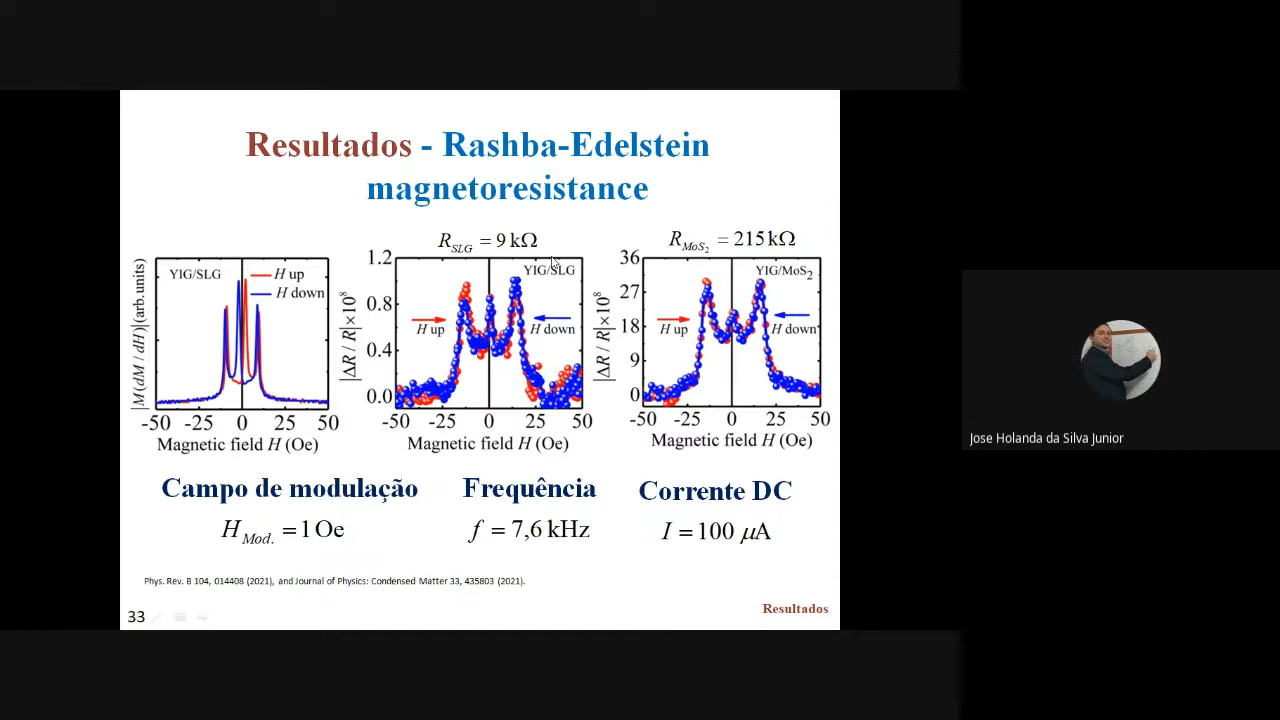 Resultados - Rashba-Edelstein
magnetoresistance
R_SLG = 9 kΩ
R_MoS2 = 215 kΩ
|M(dM / dH)|(arb.units)
YIG/SLG
H up
H down
-50 -25 0 25 50
Magnetic field H (Oe)
|ΔR / R|×10⁸
1.2
0.8
0.4
0.0
YIG/SLG
H up
H down
-50 -25 0 25 50
Magnetic field H (Oe)
|ΔR / R|×10⁸
36
27
18
9
0
YIG/MoS2
H up
H down
-50 -25 0 25 50
Magnetic field H (Oe)
Campo de modulação
H_Mod. = 1 Oe
Frequência
f = 7,6 kHz
Corrente DC
I = 100 μA
Phys. Rev. B 104, 014408 (2021), and Journal of Physics: Condensed Matter 33, 435803 (2021).
Resultados
33
Jose Holanda da Silva Junior